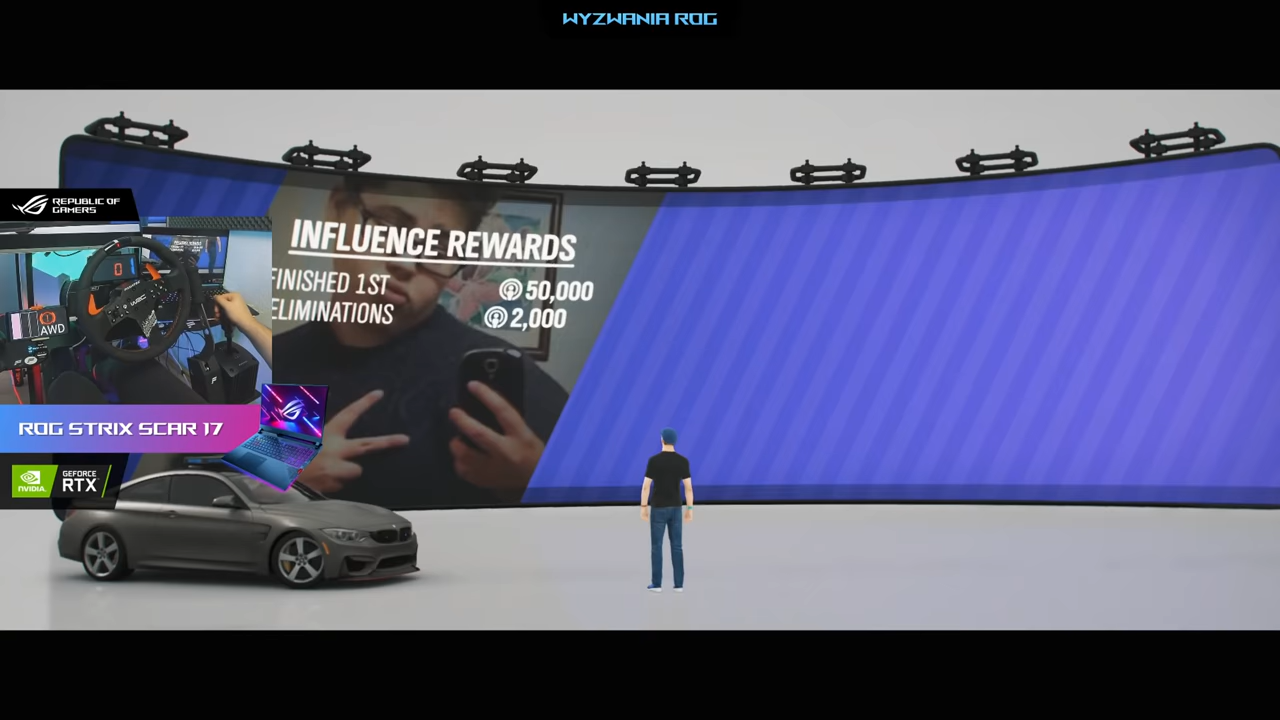 WYZWANIA ROG
REPUBLIC OF
GAMERS
INFLUENCE REWARDS
FINISHED 1ST 50,000
ELIMINATIONS 2,000
0
AWD
ROG STRIX SCAR 17
NVIDIA.
GEFORCE
RTX